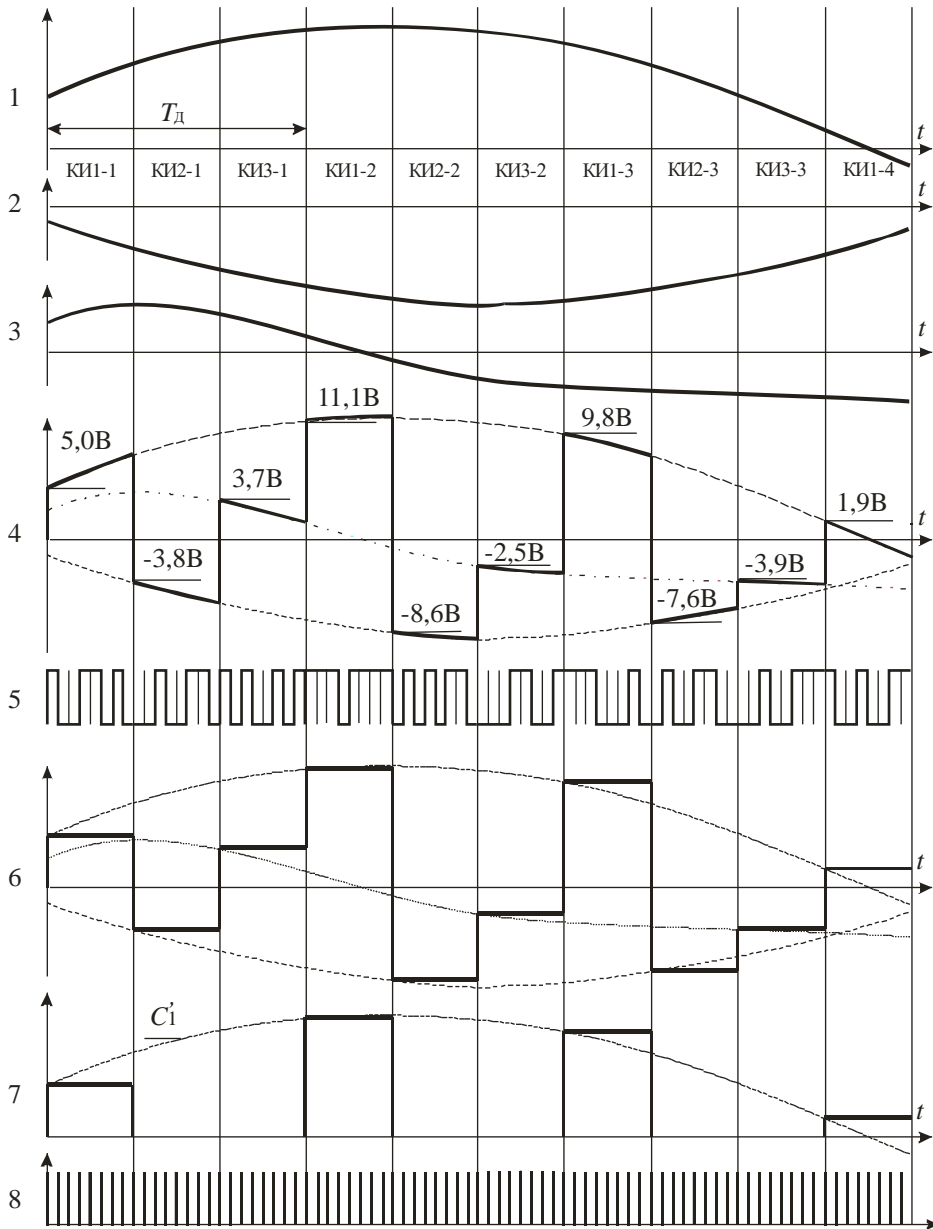 1
T_Д
t
КИ1-1 КИ2-1 КИ3-1 КИ1-2 КИ2-2 КИ3-2 КИ1-3 КИ2-3 КИ3-3 КИ1-4
2
t
3
t
11,1В
9,8В
5,0В
3,7В
1,9В
4
t
-3,8В
-2,5В
-3,9В
-8,6В
-7,6В
5
6
t
C'1
7
t
8